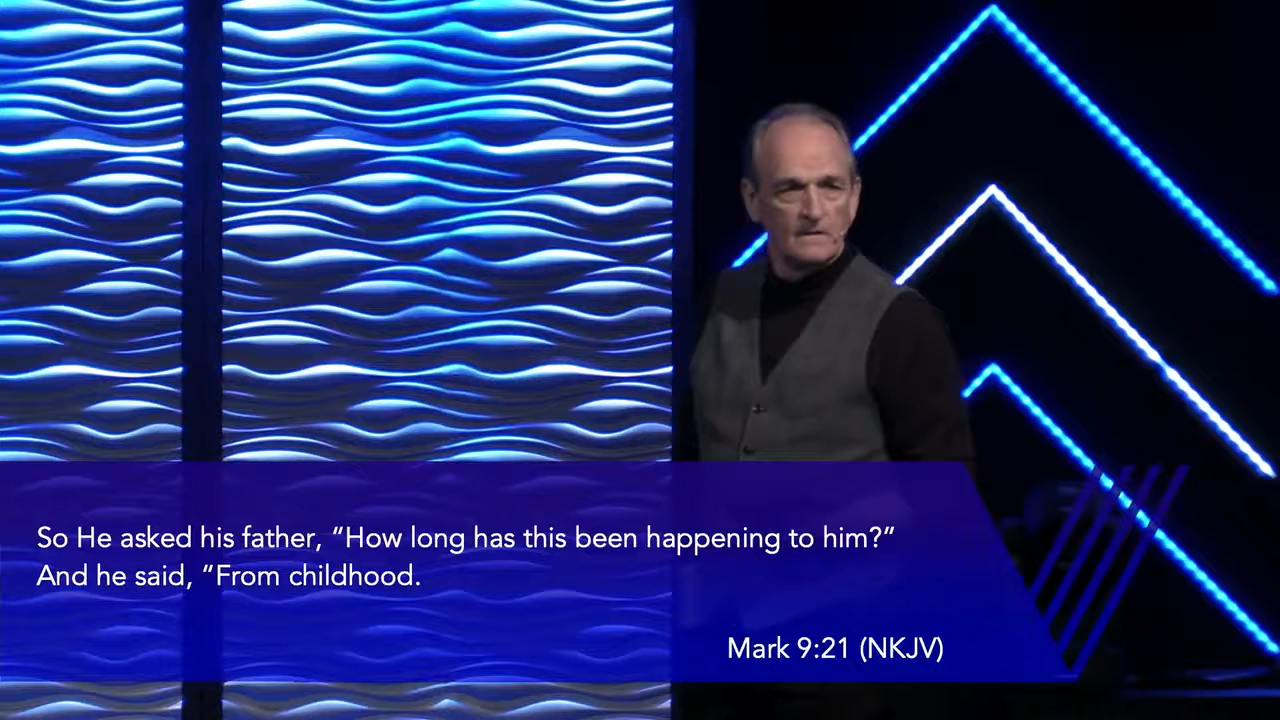 So He asked his father, “How long has this been happening to him?”
And he said, “From childhood.
Mark 9:21 (NKJV)